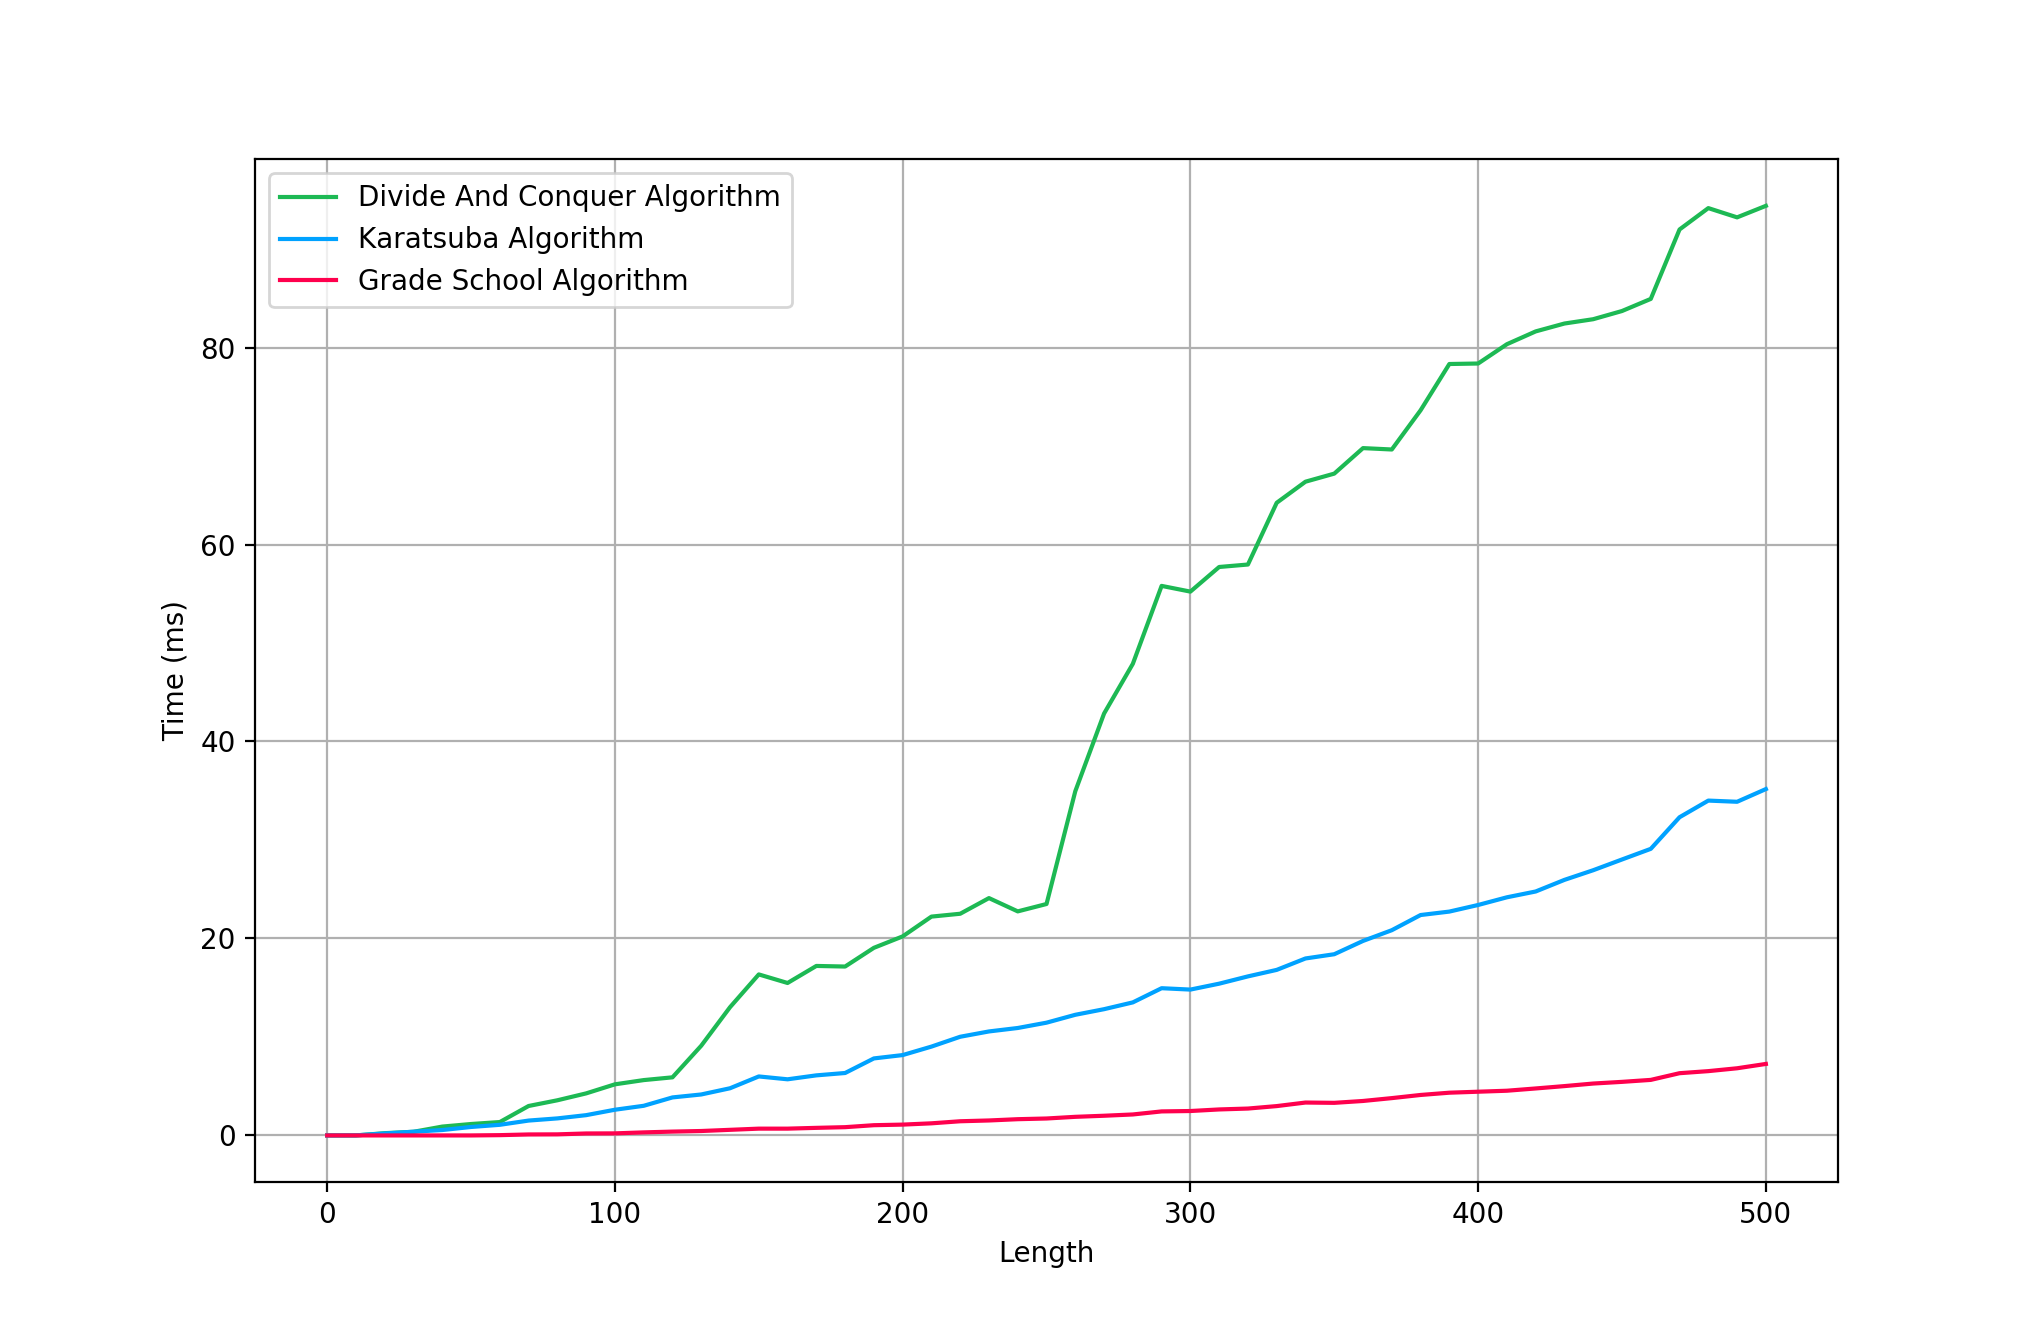 Divide And Conquer Algorithm
Karatsuba Algorithm
Grade School Algorithm
80
60
40
20
0
Time (ms)
0 100 200 300 400 500
Length